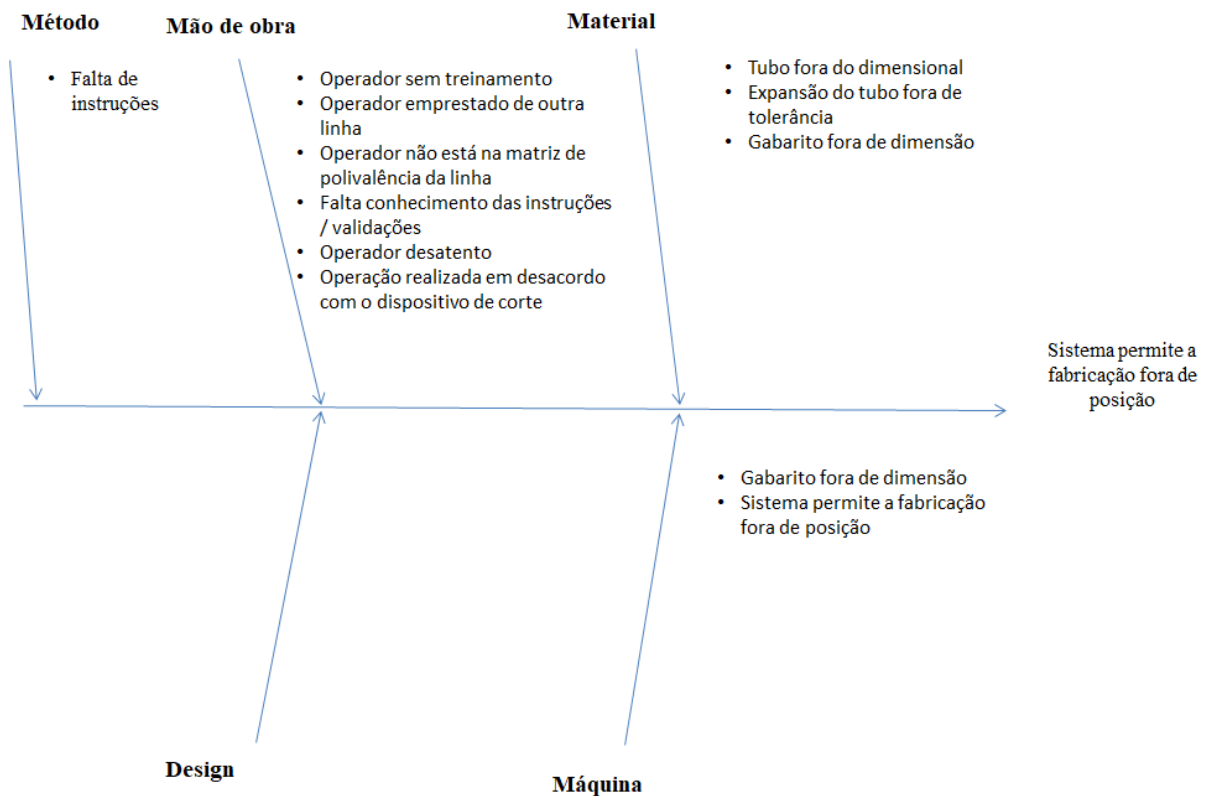 Método
Mão de obra
Material
• Falta de
instruções
• Operador sem treinamento
• Operador emprestado de outra
linha
• Operador não está na matriz de
polivalência da linha
• Falta conhecimento das instruções
/ validações
• Operador desatento
• Operação realizada em desacordo
com o dispositivo de corte
• Tubo fora do dimensional
• Expansão do tubo fora de
tolerância
• Gabarito fora de dimensão
Sistema permite a
fabricação fora de
posição
• Gabarito fora de dimensão
• Sistema permite a fabricação
fora de posição
Design
Máquina